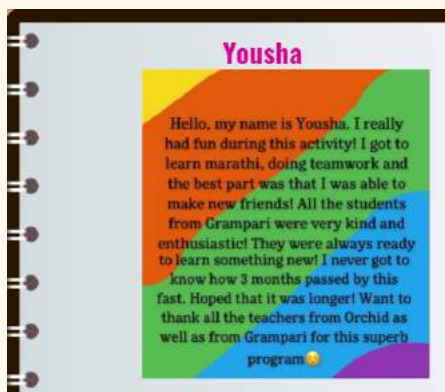 Yousha
Hello, my name is Yousha. I really
had fun during this activity! I got to
learn marathi, doing teamwork and
the best part was that I was able to
make new friends! All the students
from Grampari were very kind and
enthusiastic! They were always ready
to learn something new! I never got to
know how 3 months passed by this
fast. Hoped that it was longer! Want to
thank all the teachers from Orchid as
well as from Grampari for this superb
program🥺